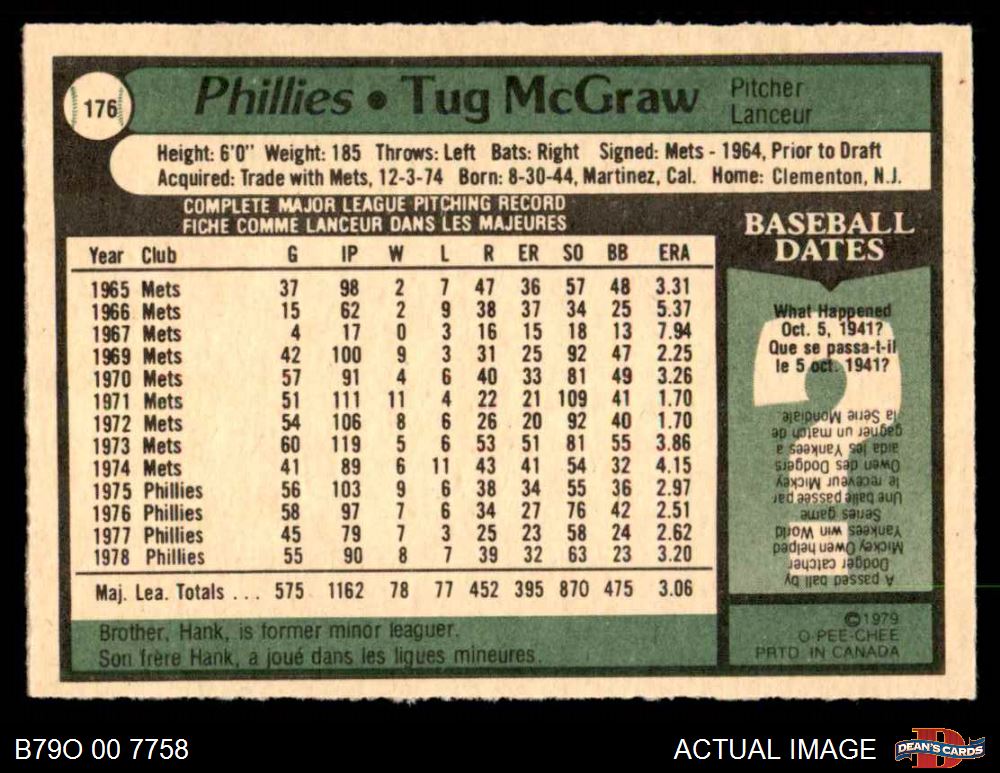 176
Phillies • Tug McGraw
Pitcher
Lanceur
Height: 6'0" Weight: 185 Throws: Left Bats: Right Signed: Mets - 1964, Prior to Draft
Acquired: Trade with Mets, 12-3-74 Born: 8-30-44, Martinez, Cal. Home: Clementon, N.J.
COMPLETE MAJOR LEAGUE PITCHING RECORD
FICHE COMME LANCEUR DANS LES MAJEURES
Year Club G IP W L R ER SO BB ERA
1965 Mets 37 98 2 7 47 36 57 48 3.31
1966 Mets 15 62 2 9 38 37 34 25 5.37
1967 Mets 4 17 0 3 16 15 18 13 7.94
1969 Mets 42 100 9 3 31 25 92 47 2.25
1970 Mets 57 91 4 6 40 33 81 49 3.26
1971 Mets 51 111 11 4 22 21 109 41 1.70
1972 Mets 54 106 8 6 26 20 92 40 1.70
1973 Mets 60 119 5 6 53 51 81 55 3.86
1974 Mets 41 89 6 11 43 41 54 32 4.15
1975 Phillies 56 103 9 6 38 34 55 36 2.97
1976 Phillies 58 97 7 6 34 27 76 42 2.51
1977 Phillies 45 79 7 3 25 23 58 24 2.62
1978 Phillies 55 90 8 7 39 32 63 23 3.20
Maj. Lea. Totals ... 575 1162 78 77 452 395 870 475 3.06
Brother, Hank, is former minor leaguer.
Son frère Hank, a joué dans les ligues mineures.
BASEBALL
DATES
What Happened
Oct. 5, 1941?
Que se passa-t-il
le 5 oct. 1941?
A passed ball by
Dodger catcher
Mickey Owen helped
Yankees win World
Series game.
Une balle passée par
le receveur Mickey
Owen des Dodgers
aida les Yankees à
gagner un match de
la Serie Mondiale.
©1979
O-PEE-CHEE
PRTD. IN CANADA
B79O 00 7758
ACTUAL IMAGE
D
DEAN'S CARDS